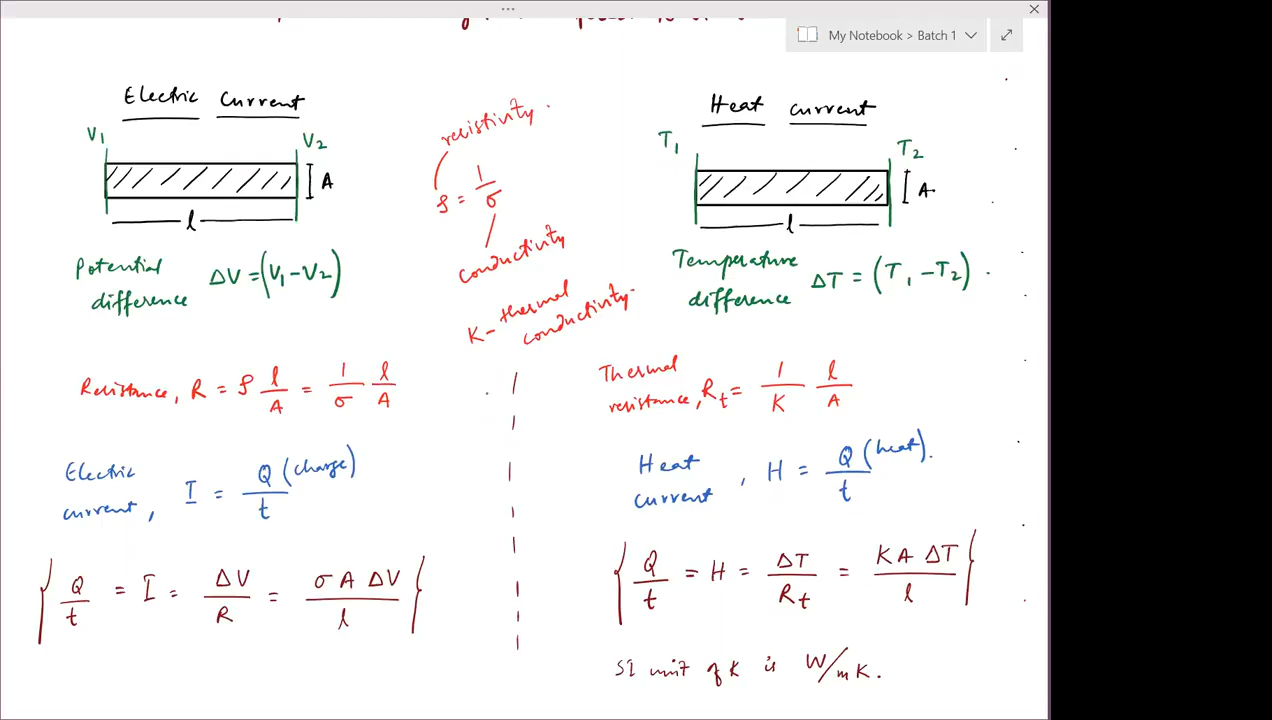 My Notebook > Batch 1
Electric Current
V₁ V₂
A
l
Potential difference ΔV = (V₁ - V₂)
resistivity.
ρ = 1/σ
conductivity
K - thermal conductivity.
Heat current
T₁ T₂
A
l
Temperature difference ΔT = (T₁ - T₂).
Resistance, R = ρ l/A = 1/σ l/A
Thermal resistance, Rt = 1/K l/A
Electric current, I = Q (charge)/t
Heat current, H = Q (heat)./t
{ Q/t = I = ΔV/R = σ A ΔV/l }
{ Q/t = H = ΔT/Rt = K A ΔT/l }
SI unit of K is W/mK.